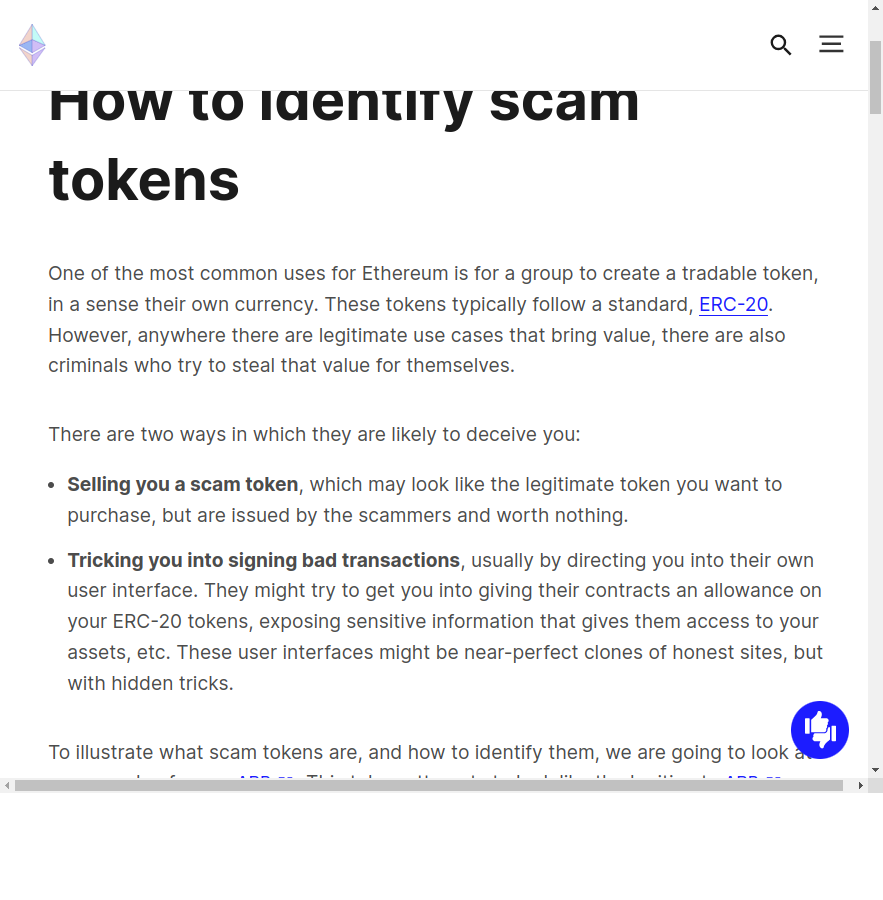 How to identify scam
tokens
One of the most common uses for Ethereum is for a group to create a tradable token,
in a sense their own currency. These tokens typically follow a standard, ERC-20.
However, anywhere there are legitimate use cases that bring value, there are also
criminals who try to steal that value for themselves.
There are two ways in which they are likely to deceive you:
• Selling you a scam token, which may look like the legitimate token you want to
purchase, but are issued by the scammers and worth nothing.
• Tricking you into signing bad transactions, usually by directing you into their own
user interface. They might try to get you into giving their contracts an allowance on
your ERC-20 tokens, exposing sensitive information that gives them access to your
assets, etc. These user interfaces might be near-perfect clones of honest sites, but
with hidden tricks.
To illustrate what scam tokens are, and how to identify them, we are going to look at